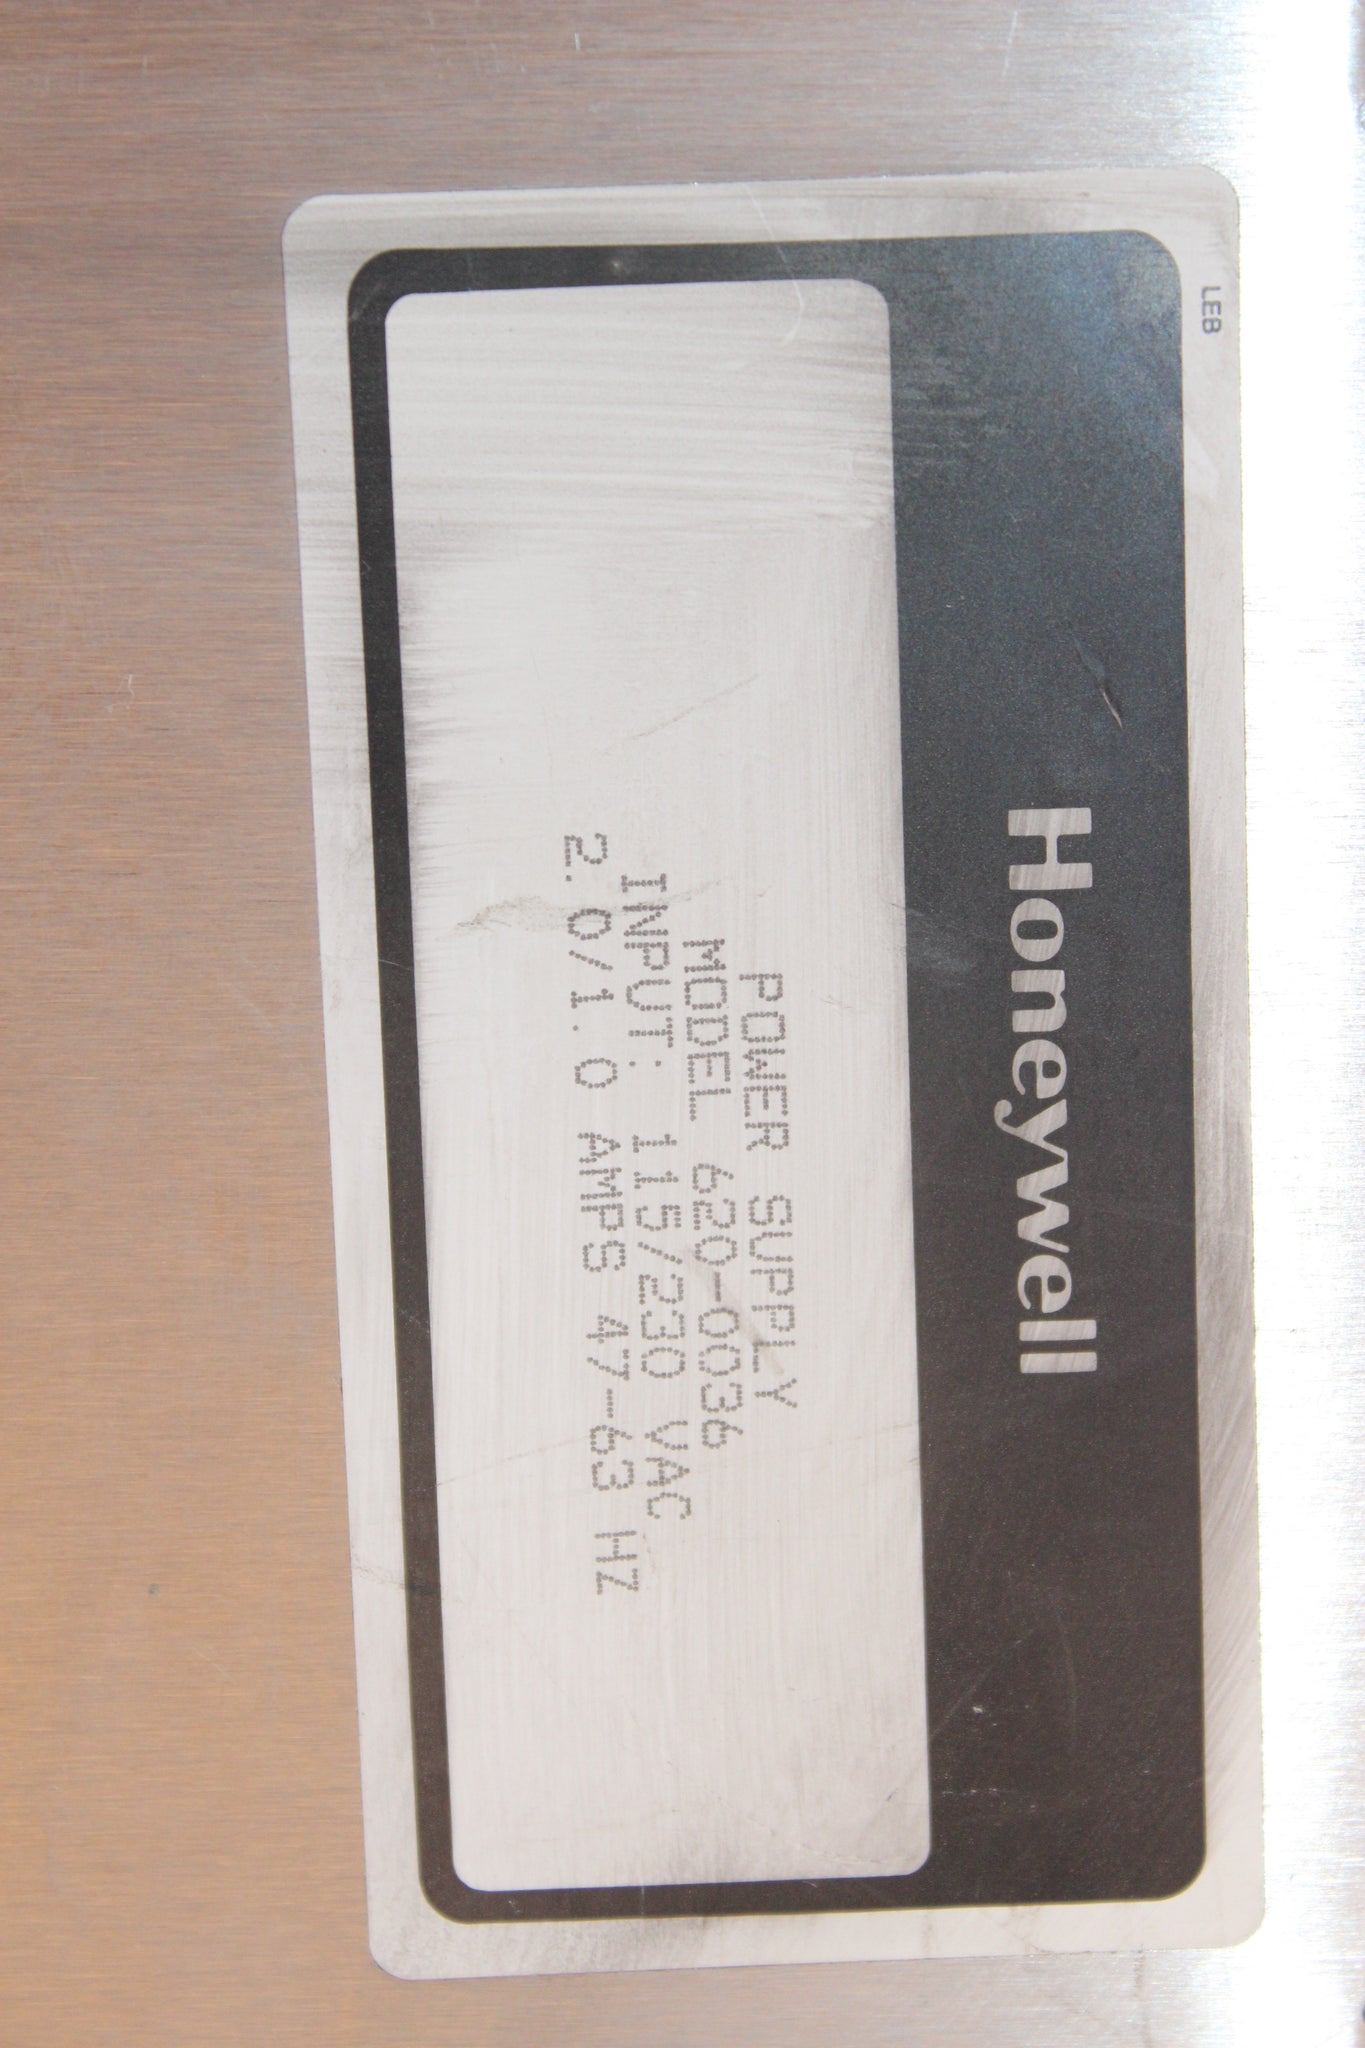 LEB
Honeywell
POWER SUPPLY
MODEL 620-0036
INPUT: 115/230 VAC
2.0/1.0 AMPS 47-63 HZ